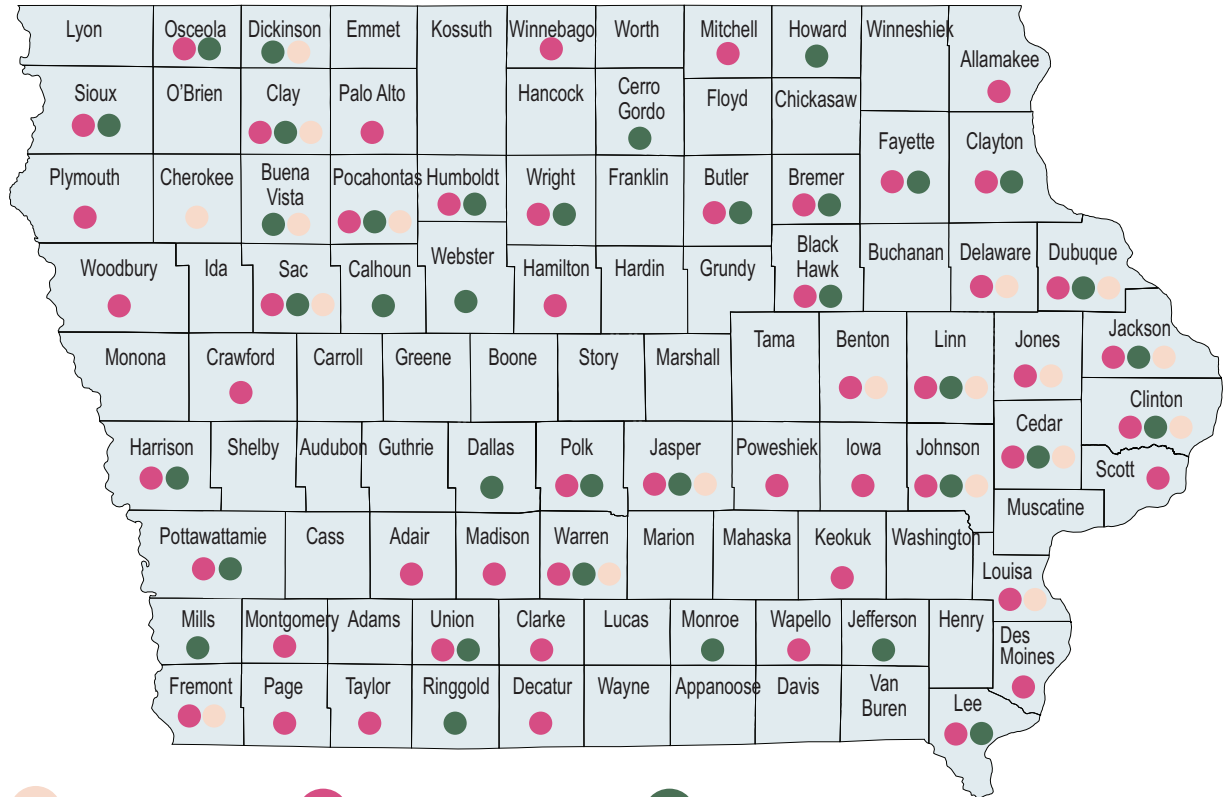 Lyon
Osceola
Dickinson
Emmet
Kossuth
Winnebago
Worth
Mitchell
Howard
Winneshiek
Allamakee
Sioux
O'Brien
Clay
Palo Alto
Hancock
Cerro
Gordo
Floyd
Chickasaw
Fayette
Clayton
Plymouth
Cherokee
Buena
Vista
Pocahontas
Humboldt
Wright
Franklin
Butler
Bremer
Woodbury
Ida
Sac
Calhoun
Webster
Hamilton
Hardin
Grundy
Black
Hawk
Buchanan
Delaware
Dubuque
Monona
Crawford
Carroll
Greene
Boone
Story
Marshall
Tama
Benton
Linn
Jones
Jackson
Clinton
Harrison
Shelby
Audubon
Guthrie
Dallas
Polk
Jasper
Poweshiek
Iowa
Johnson
Cedar
Scott
Muscatine
Pottawattamie
Cass
Adair
Madison
Warren
Marion
Mahaska
Keokuk
Washington
Louisa
Mills
Montgomery
Adams
Union
Clarke
Lucas
Monroe
Wapello
Jefferson
Henry
Des
Moines
Fremont
Page
Taylor
Ringgold
Decatur
Wayne
Appanoose
Davis
Van
Buren
Lee